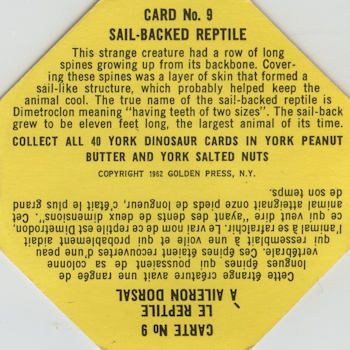 CARD No. 9
SAIL-BACKED REPTILE
This strange creature had a row of long
spines growing up from its backbone. Cover-
ing these spines was a layer of skin that formed a
sail-like structure, which probably helped keep the
animal cool. The true name of the sail-backed reptile is
Dimetroclon meaning "having teeth of two sizes". The sail-back
grew to be eleven feet long, the largest animal of its time.
COLLECT ALL 40 YORK DINOSAUR CARDS IN YORK PEANUT
BUTTER AND YORK SALTED NUTS
COPYRIGHT 1962 GOLDEN PRESS, N.Y.
CARTE No 9
LE REPTILE
À AILERON DORSAL
Cette étrange créature avait une rangée de
longues épines qui poussaient de sa colonne
vertébrale. Ces épines étaient recouvertes d'une peau
qui ressemblait à une voile et qui probablement aidait
l'animal à se rafraîchir. Le vrai nom de ce reptile est Dimetrodon,
ce qui veut dire "ayant des dents de deux dimensions". Cet
animal atteignait onze pieds de longueur, c'était le plus grand
de son temps.